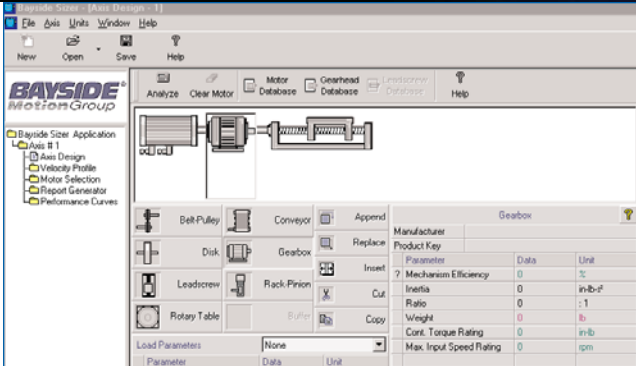 Bayside Sizer - [Axis Design - 1]
File Axis Units Window Help
New Open Save Help
BAYSIDE®
Motion Group
Analyze Clear Motor Motor Database Gearhead Database Leadscrew Database Help
Bayside Sizer Application
Axis # 1
Axis Design
Velocity Profile
Motor Selection
Report Generator
Performance Curves
Belt-Pulley Conveyor Append
Disk Gearbox Replace
Leadscrew Rack-Pinion Insert
Cut
Rotary Table Buffer Copy
Load Parameters None
Parameter Data Unit
Gearbox ?
Manufacturer
Product Key
Parameter Data Unit
? Mechanism Efficiency 0 %
Inertia 0 in-lb-s²
Ratio 0 : 1
Weight 0 lb
Cont. Torque Rating 0 in-lb
Max. Input Speed Rating 0 rpm